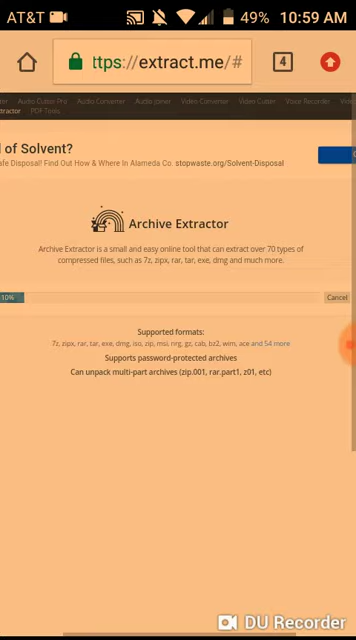 AT&T 49% 10:59 AM
ttps://extract.me/# 4
Audio Cutter Pro Audio Converter Audio Joiner Video Converter Video Cutter Voice Recorder
tractor PDF Tools
l of Solvent?
afe Disposal! Find Out How & Where In Alameda Co. stopwaste.org/Solvent-Disposal
Archive Extractor
Archive Extractor is a small and easy online tool that can extract over 70 types of
compressed files, such as 7z, zipx, rar, tar, exe, dmg and much more.
10% Cancel
Supported formats:
7z, zipx, rar, tar, exe, dmg, iso, zip, msi, nrg, gz, cab, bz2, wim, ace and 54 more
Supports password-protected archives
Can unpack multi-part archives (zip.001, rar.part1, z01, etc)
DU Recorder